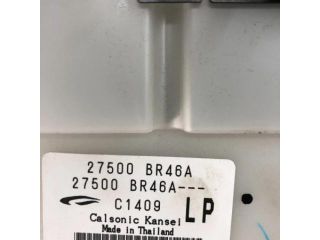 27500 BR46A
27500 BR46A---
C1409 LP
Calsonic Kansei
Made in Thailand